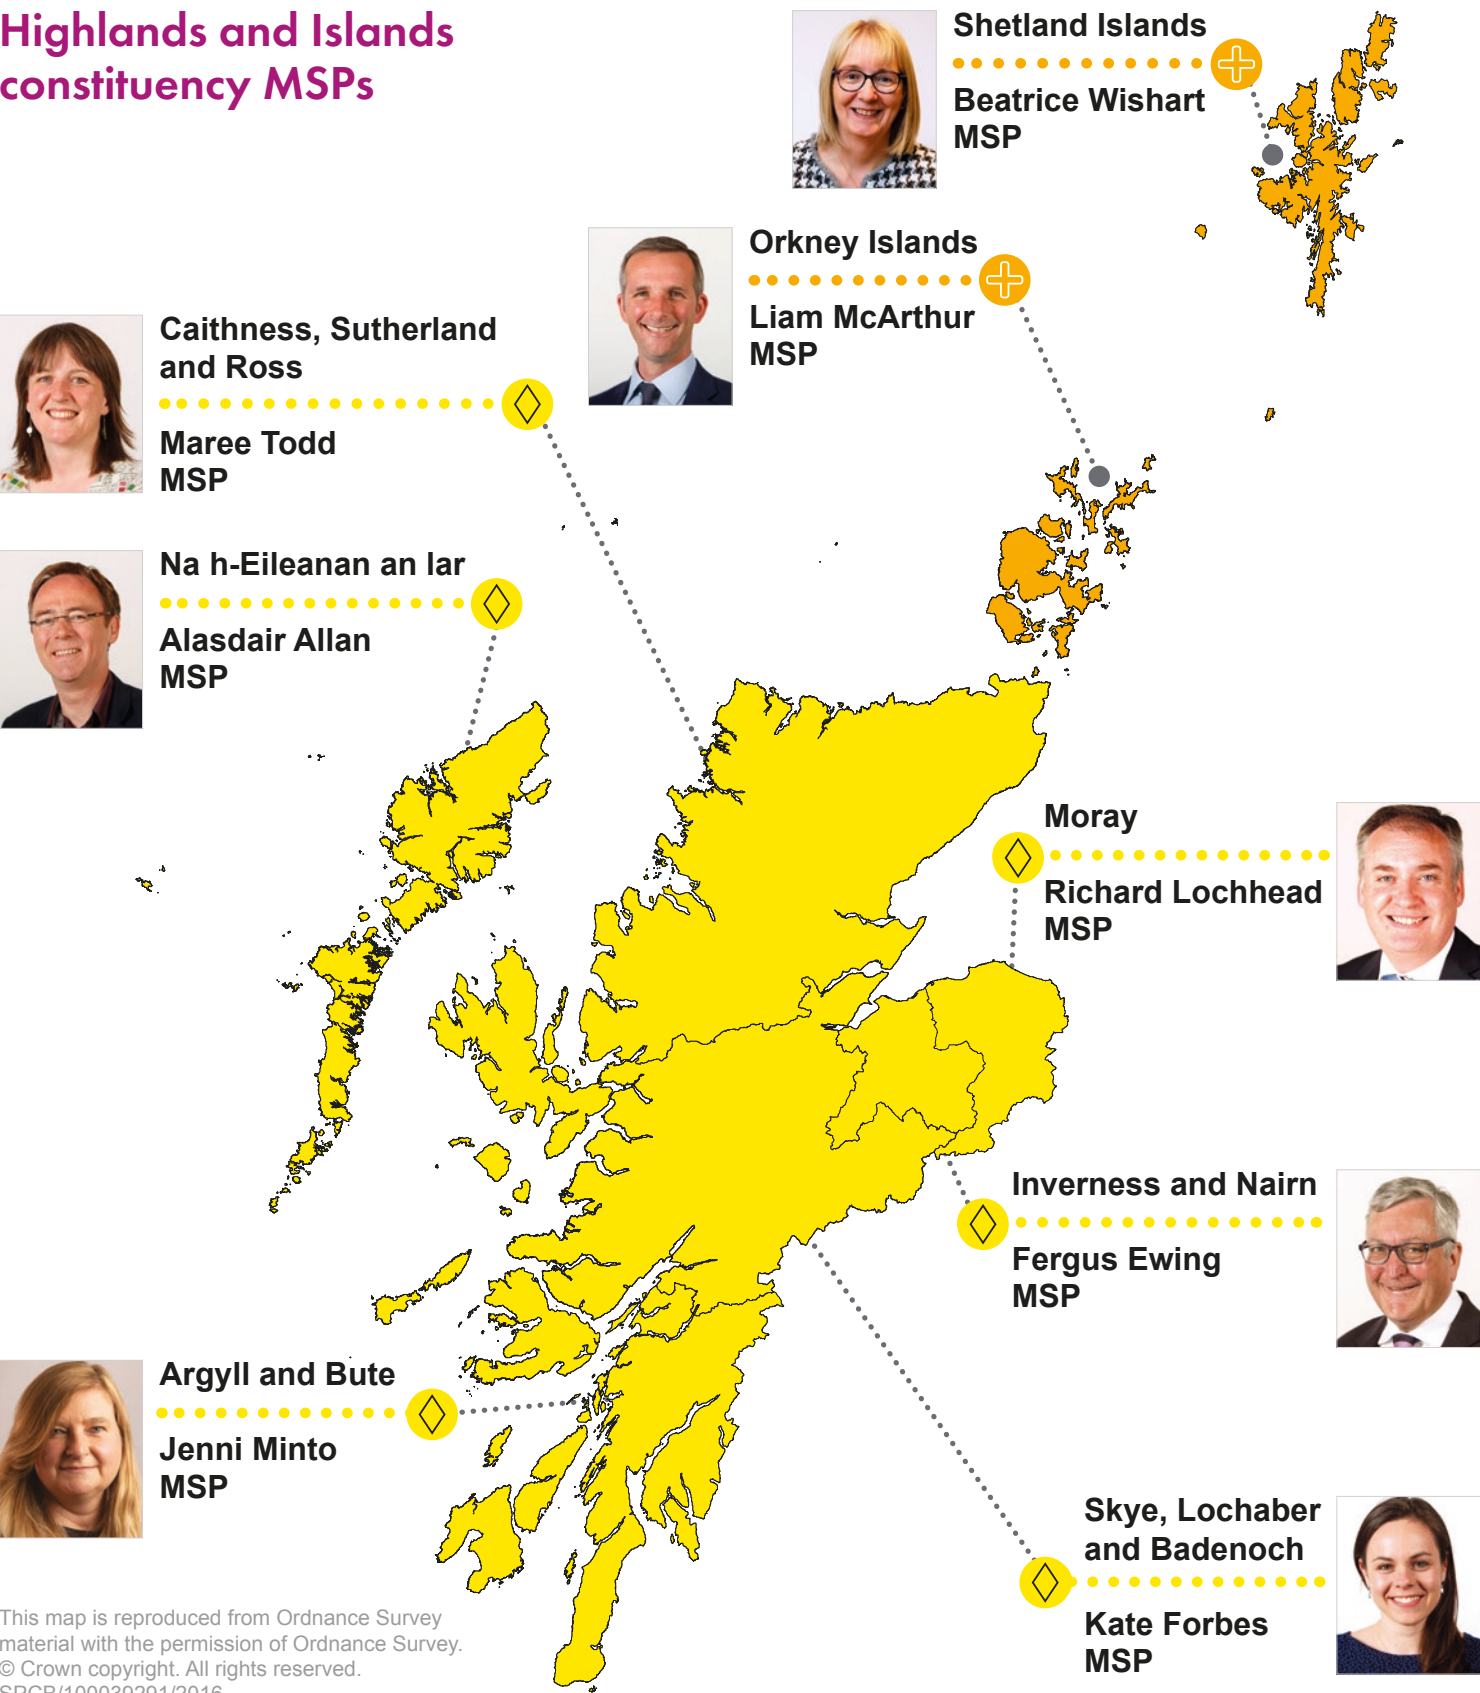 Highlands and Islands
constituency MSPs
Shetland Islands
Beatrice Wishart
MSP
Orkney Islands
Liam McArthur
MSP
Caithness, Sutherland
and Ross
Maree Todd
MSP
Na h-Eileanan an Iar
Alasdair Allan
MSP
Moray
Richard Lochhead
MSP
Inverness and Nairn
Fergus Ewing
MSP
Argyll and Bute
Jenni Minto
MSP
Skye, Lochaber
and Badenoch
Kate Forbes
MSP
This map is reproduced from Ordnance Survey
material with the permission of Ordnance Survey.
© Crown copyright. All rights reserved.
SPCB/100039291/2016